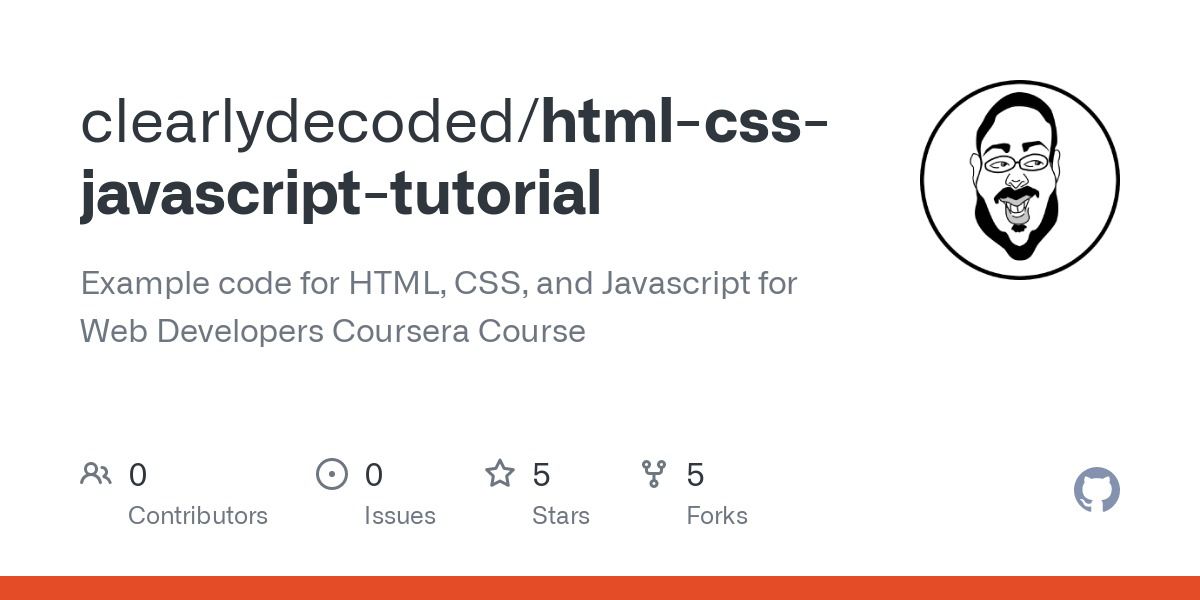 clearlydecoded/html-css-
javascript-tutorial
Example code for HTML, CSS, and Javascript for
Web Developers Coursera Course
0 0 5 5
Contributors Issues Stars Forks